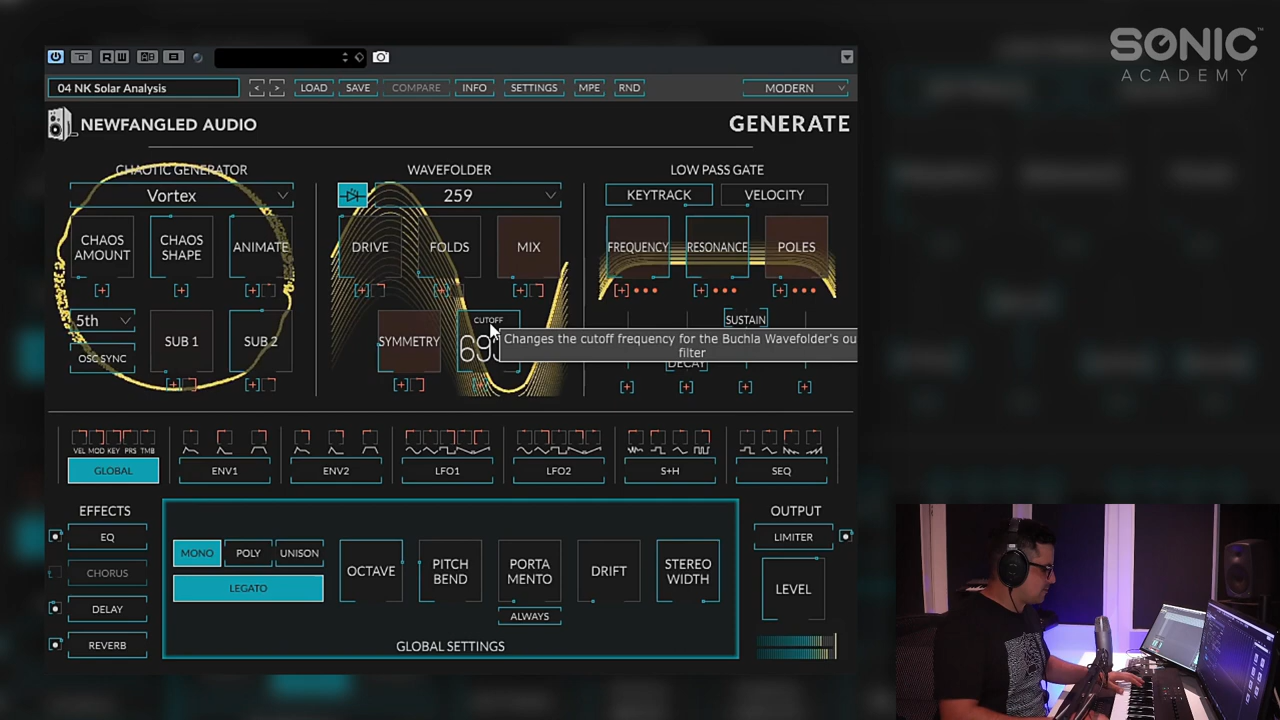 SONIC
ACADEMY
04 NK Solar Analysis
<
>
LOAD
SAVE
COMPARE
INFO
SETTINGS
MPE
RND
MODERN
NEWFANGLED AUDIO
GENERATE
CHAOTIC GENERATOR
WAVEFOLDER
LOW PASS GATE
Vortex
259
KEYTRACK
VELOCITY
CHAOS
AMOUNT
CHAOS
SHAPE
ANIMATE
DRIVE
FOLDS
MIX
FREQUENCY
RESONANCE
POLES
5th
OSC SYNC
SUB 1
SUB 2
SYMMETRY
CUTOFF
SUSTAIN
Changes the cutoff frequency for the Buchla Wavefolder's ou
filter
DECAY
VEL MOD KEY PRS TMB
GLOBAL
ENV1
ENV2
LFO1
LFO2
S+H
SEQ
EFFECTS
EQ
CHORUS
DELAY
REVERB
MONO
POLY
UNISON
LEGATO
OCTAVE
PITCH
BEND
PORTA
MENTO
ALWAYS
DRIFT
STEREO
WIDTH
GLOBAL SETTINGS
OUTPUT
LIMITER
LEVEL